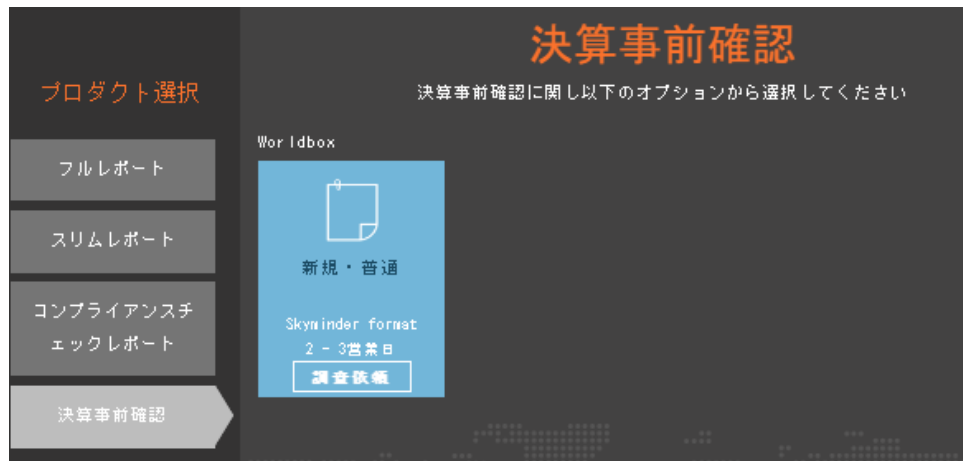 決算事前確認
決算事前確認に関し以下のオプションから選択してください
プロダクト選択
フルレポート
スリムレポート
コンプライアンスチ
ェックレポート
決算事前確認
Worldbox
新規・普通
Skyminder format
2 - 3営業日
調査依頼